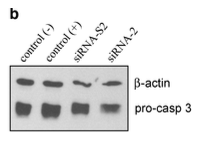 b
control (-)
control (+)
siRNA-S2
siRNA-2
β-actin
pro-casp 3